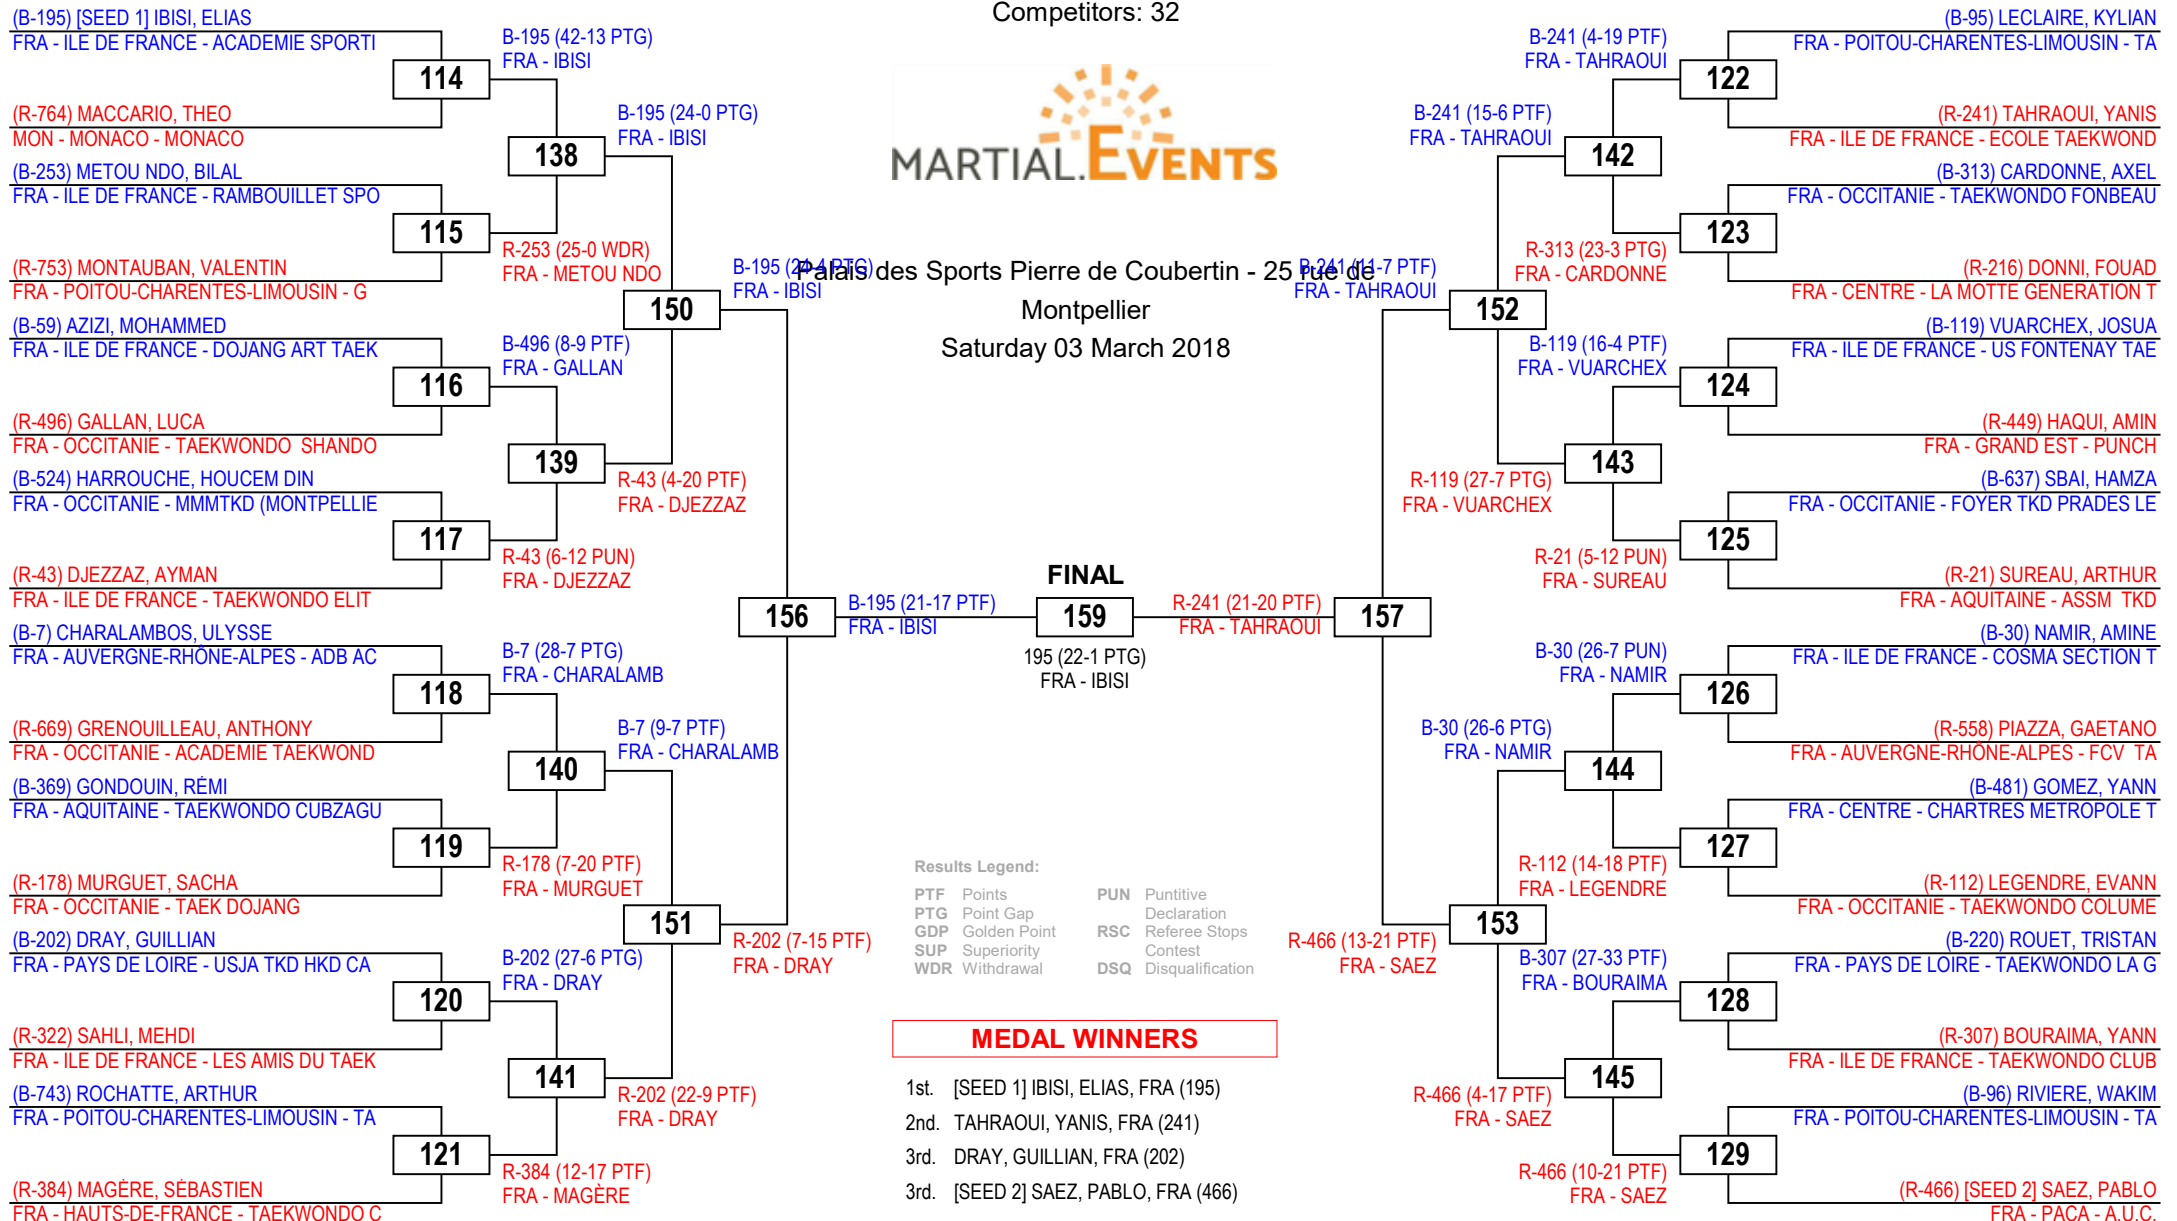 Competitors: 32
MARTIAL.EVENTS
Palais des Sports Pierre de Coubertin - 25 rue de
Montpellier
Saturday 03 March 2018
(B-195) [SEED 1] IBISI, ELIAS
FRA - ILE DE FRANCE - ACADEMIE SPORTI
114
(R-764) MACCARIO, THEO
MON - MONACO - MONACO
(B-253) METOU NDO, BILAL
FRA - ILE DE FRANCE - RAMBOUILLET SPO
115
(R-753) MONTAUBAN, VALENTIN
FRA - POITOU-CHARENTES-LIMOUSIN - G
(B-59) AZIZI, MOHAMMED
FRA - ILE DE FRANCE - DOJANG ART TAEK
116
(R-496) GALLAN, LUCA
FRA - OCCITANIE - TAEKWONDO  SHANDO
(B-524) HARROUCHE, HOUCEM DIN
FRA - OCCITANIE - MMMTKD (MONTPELLIE
117
(R-43) DJEZZAZ, AYMAN
FRA - ILE DE FRANCE - TAEKWONDO ELIT
(B-7) CHARALAMBOS, ULYSSE
FRA - AUVERGNE-RHÔNE-ALPES - ADB AC
118
(R-669) GRENOUILLEAU, ANTHONY
FRA - OCCITANIE - ACADEMIE TAEKWOND
(B-369) GONDOUIN, RÉMI
FRA - AQUITAINE - TAEKWONDO CUBZAGU
119
(R-178) MURGUET, SACHA
FRA - OCCITANIE - TAEK DOJANG
(B-202) DRAY, GUILLIAN
FRA - PAYS DE LOIRE - USJA TKD HKD CA
120
(R-322) SAHLI, MEHDI
FRA - ILE DE FRANCE - LES AMIS DU TAEK
(B-743) ROCHATTE, ARTHUR
FRA - POITOU-CHARENTES-LIMOUSIN - TA
121
(R-384) MAGÈRE, SÉBASTIEN
FRA - HAUTS-DE-FRANCE - TAEKWONDO C
B-195 (42-13 PTG)
FRA - IBISI
138
R-253 (25-0 WDR)
FRA - METOU NDO
B-496 (8-9 PTF)
FRA - GALLAN
139
R-43 (6-12 PUN)
FRA - DJEZZAZ
B-7 (28-7 PTG)
FRA - CHARALAMB
140
R-178 (7-20 PTF)
FRA - MURGUET
B-202 (27-6 PTG)
FRA - DRAY
141
R-384 (12-17 PTF)
FRA - MAGÈRE
B-195 (24-0 PTG)
FRA - IBISI
150
R-43 (4-20 PTF)
FRA - DJEZZAZ
B-7 (9-7 PTF)
FRA - CHARALAMB
151
R-202 (22-9 PTF)
FRA - DRAY
B-195 (24-4 PTG)
FRA - IBISI
156
R-202 (7-15 PTF)
FRA - DRAY
B-195 (21-17 PTF)
FRA - IBISI
FINAL
159
195 (22-1 PTG)
FRA - IBISI
R-241 (21-20 PTF)
FRA - TAHRAOUI
B-241 (11-7 PTF)
FRA - TAHRAOUI
157
R-466 (13-21 PTF)
FRA - SAEZ
B-241 (15-6 PTF)
FRA - TAHRAOUI
152
R-119 (27-7 PTG)
FRA - VUARCHEX
B-30 (26-6 PTG)
FRA - NAMIR
153
R-466 (4-17 PTF)
FRA - SAEZ
B-241 (4-19 PTF)
FRA - TAHRAOUI
142
R-313 (23-3 PTG)
FRA - CARDONNE
B-119 (16-4 PTF)
FRA - VUARCHEX
143
R-21 (5-12 PUN)
FRA - SUREAU
B-30 (26-7 PUN)
FRA - NAMIR
144
R-112 (14-18 PTF)
FRA - LEGENDRE
B-307 (27-33 PTF)
FRA - BOURAIMA
145
R-466 (10-21 PTF)
FRA - SAEZ
(B-95) LECLAIRE, KYLIAN
FRA - POITOU-CHARENTES-LIMOUSIN - TA
122
(R-241) TAHRAOUI, YANIS
FRA - ILE DE FRANCE - ECOLE TAEKWOND
(B-313) CARDONNE, AXEL
FRA - OCCITANIE - TAEKWONDO FONBEAU
123
(R-216) DONNI, FOUAD
FRA - CENTRE - LA MOTTE GENERATION T
(B-119) VUARCHEX, JOSUA
FRA - ILE DE FRANCE - US FONTENAY TAE
124
(R-449) HAQUI, AMIN
FRA - GRAND EST - PUNCH
(B-637) SBAI, HAMZA
FRA - OCCITANIE - FOYER TKD PRADES LE
125
(R-21) SUREAU, ARTHUR
FRA - AQUITAINE - ASSM  TKD
(B-30) NAMIR, AMINE
FRA - ILE DE FRANCE - COSMA SECTION T
126
(R-558) PIAZZA, GAETANO
FRA - AUVERGNE-RHÔNE-ALPES - FCV  TA
(B-481) GOMEZ, YANN
FRA - CENTRE - CHARTRES METROPOLE T
127
(R-112) LEGENDRE, EVANN
FRA - OCCITANIE - TAEKWONDO COLUME
(B-220) ROUET, TRISTAN
FRA - PAYS DE LOIRE - TAEKWONDO LA G
128
(R-307) BOURAIMA, YANN
FRA - ILE DE FRANCE - TAEKWONDO CLUB
(B-96) RIVIERE, WAKIM
FRA - POITOU-CHARENTES-LIMOUSIN - TA
129
(R-466) [SEED 2] SAEZ, PABLO
FRA - PACA - A.U.C.
Results Legend:
PTF Points
PTG Point Gap
GDP Golden Point
SUP Superiority
WDR Withdrawal
PUN Puntitive
Declaration
RSC Referee Stops
Contest
DSQ Disqualification
MEDAL WINNERS
1st. [SEED 1] IBISI, ELIAS, FRA (195)
2nd. TAHRAOUI, YANIS, FRA (241)
3rd. DRAY, GUILLIAN, FRA (202)
3rd. [SEED 2] SAEZ, PABLO, FRA (466)